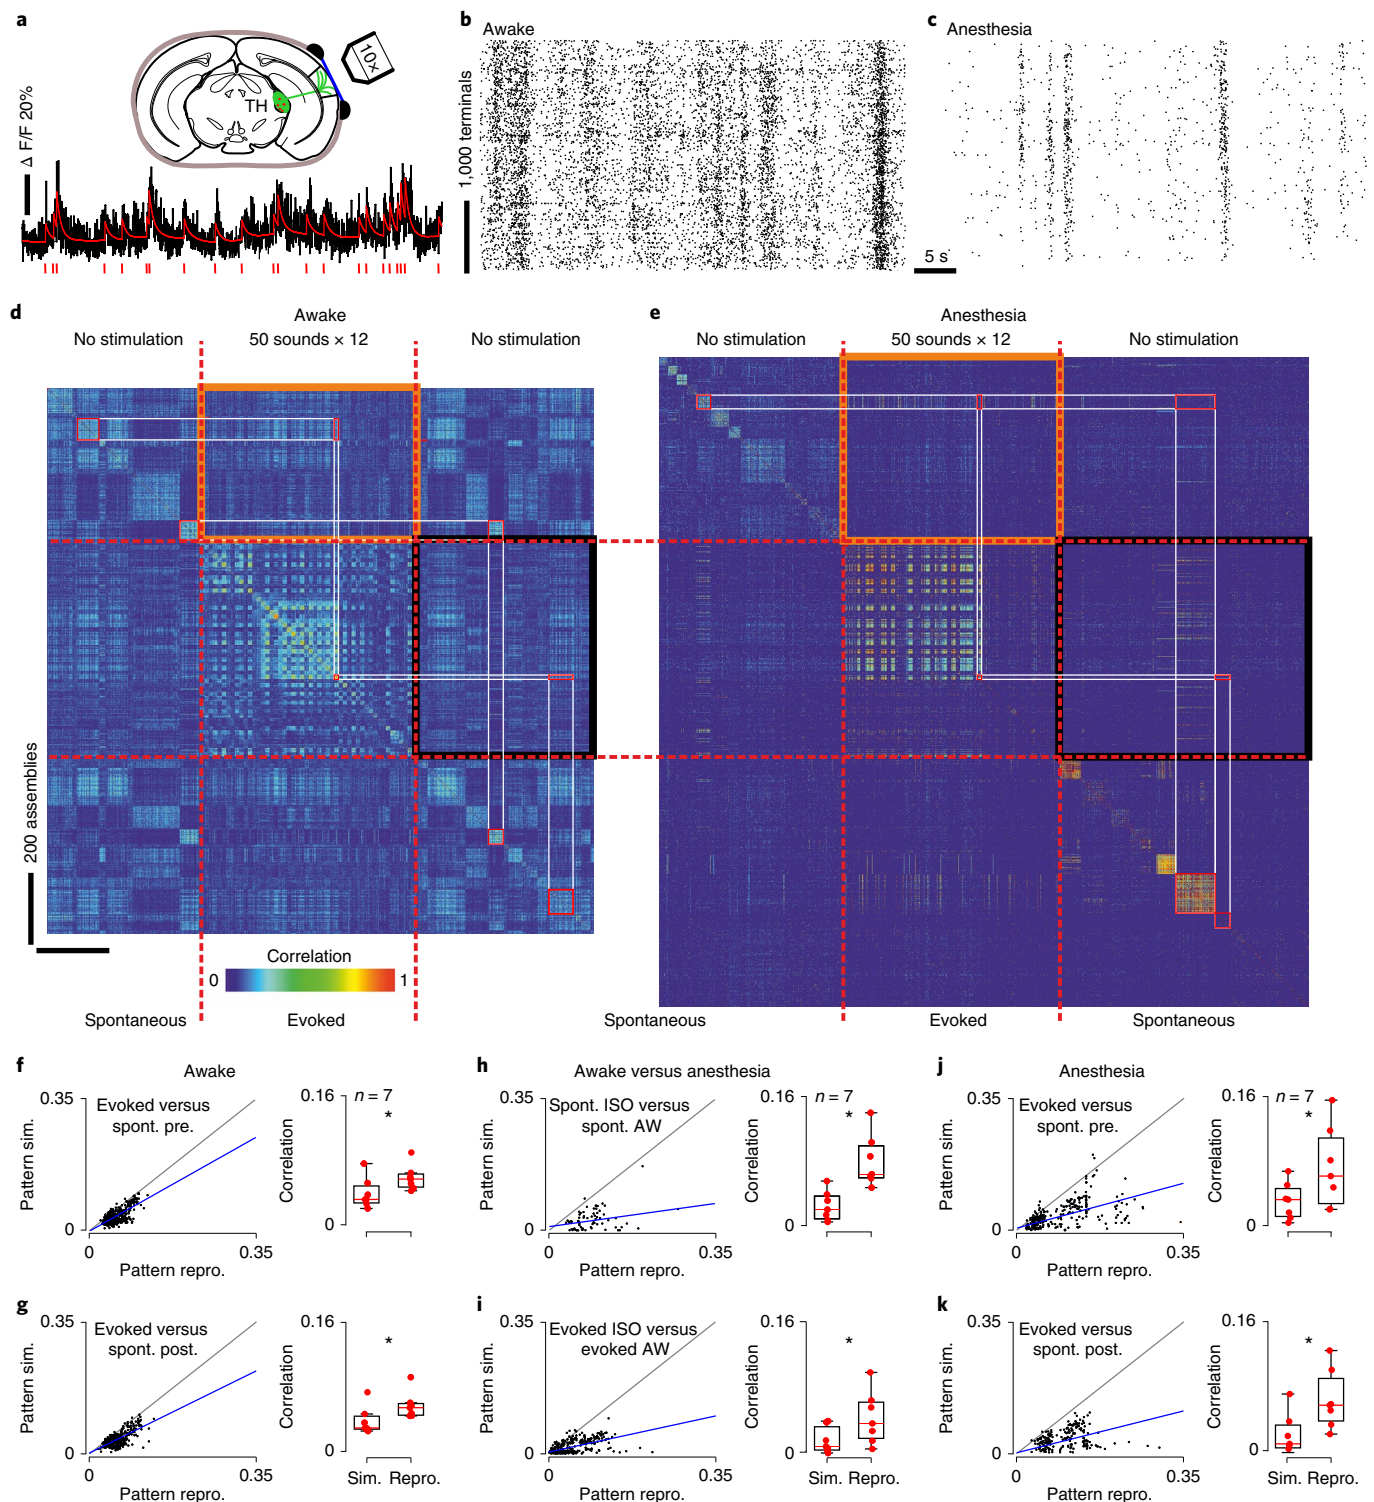 a
Δ F/F 20%
TH
10×
b
Awake
1,000 terminals
c
Anesthesia
5 s
d
Awake
No stimulation
50 sounds × 12
No stimulation
200 assemblies
Correlation
0
1
Spontaneous
Evoked
e
Anesthesia
No stimulation
50 sounds × 12
No stimulation
Spontaneous
Evoked
Spontaneous
f
Awake
Pattern sim.
0.35
0
Evoked versus
spont. pre.
0
0.35
Pattern repro.
Correlation
0.16
0
n = 7
*
h
Awake versus anesthesia
Pattern sim.
0.35
0
Spont. ISO versus
spont. AW
0
0.35
Pattern repro.
Correlation
0.16
0
n = 7
*
j
Anesthesia
Pattern sim.
0.35
0
Evoked versus
spont. pre.
0
0.35
Pattern repro.
Correlation
0.16
0
n = 7
*
g
Pattern sim.
0.35
0
Evoked versus
spont. post.
0
0.35
Pattern repro.
Correlation
0.16
0
*
Sim. Repro.
i
Pattern sim.
0.35
0
Evoked ISO versus
evoked AW
0
0.35
Pattern repro.
Correlation
0.16
0
*
Sim. Repro.
k
Pattern sim.
0.35
0
Evoked versus
spont. post.
0
0.35
Pattern repro.
Correlation
0.16
0
*
Sim. Repro.